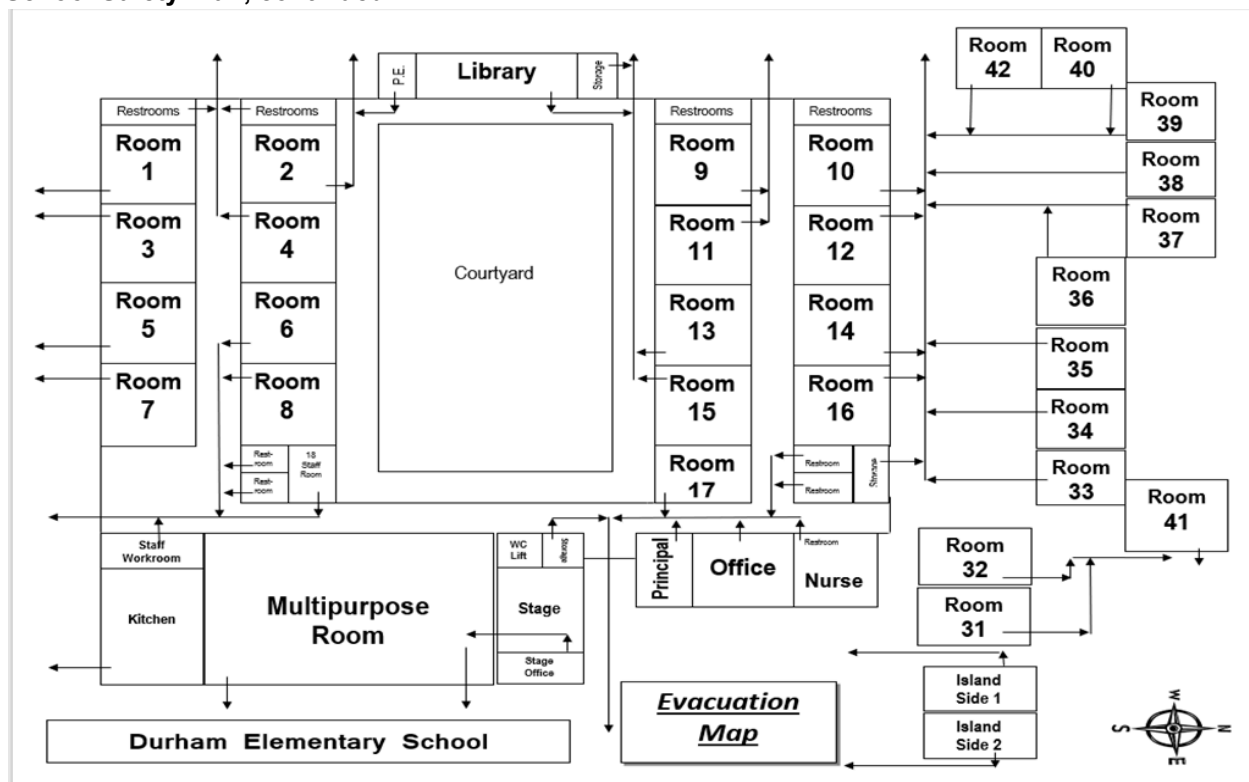 P.E.
Library
Storage
Room
42
Room
40
Restrooms
Restrooms
Restrooms
Restrooms
Room
39
Room
1
Room
2
Room
9
Room
10
Room
38
Room
3
Room
4
Room
11
Room
12
Room
37
Courtyard
Room
36
Room
5
Room
6
Room
13
Room
14
Room
35
Room
7
Room
8
Room
15
Room
16
Room
34
Rest-
room
Rest-
room
18
Staff
Room
Room
17
Restroom
Restroom
Storage
Room
33
Room
41
Staff
Workroom
WC
Lift
Storage
Principal
Office
Restroom
Nurse
Room
32
Kitchen
Multipurpose
Room
Stage
Room
31
Stage
Office
Island
Side 1
Island
Side 2
Evacuation
Map
Durham Elementary School
W
S
N
E